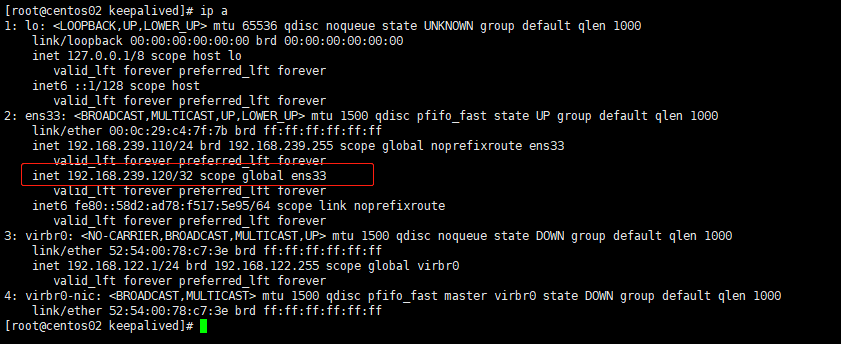 [root@centos02 keepalived]# ip a
1: lo: <LOOPBACK,UP,LOWER_UP> mtu 65536 qdisc noqueue state UNKNOWN group default qlen 1000
    link/loopback 00:00:00:00:00:00 brd 00:00:00:00:00:00
    inet 127.0.0.1/8 scope host lo
       valid_lft forever preferred_lft forever
    inet6 ::1/128 scope host
       valid_lft forever preferred_lft forever
2: ens33: <BROADCAST,MULTICAST,UP,LOWER_UP> mtu 1500 qdisc pfifo_fast state UP group default qlen 1000
    link/ether 00:0c:29:c4:7f:7b brd ff:ff:ff:ff:ff:ff
    inet 192.168.239.110/24 brd 192.168.239.255 scope global noprefixroute ens33
       valid_lft forever preferred_lft forever
    inet 192.168.239.120/32 scope global ens33
       valid_lft forever preferred_lft forever
    inet6 fe80::58d2:ad78:f517:5e95/64 scope link noprefixroute
       valid_lft forever preferred_lft forever
3: virbr0: <NO-CARRIER,BROADCAST,MULTICAST,UP> mtu 1500 qdisc noqueue state DOWN group default qlen 1000
    link/ether 52:54:00:78:c7:3e brd ff:ff:ff:ff:ff:ff
    inet 192.168.122.1/24 brd 192.168.122.255 scope global virbr0
       valid_lft forever preferred_lft forever
4: virbr0-nic: <BROADCAST,MULTICAST> mtu 1500 qdisc pfifo_fast master virbr0 state DOWN group default qlen 1000
    link/ether 52:54:00:78:c7:3e brd ff:ff:ff:ff:ff:ff
[root@centos02 keepalived]#